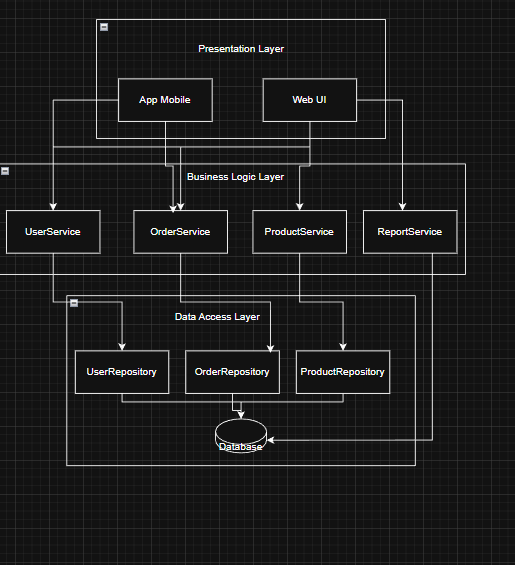 Presentation Layer
App Mobile
Web UI
Business Logic Layer
UserService
OrderService
ProductService
ReportService
Data Access Layer
UserRepository
OrderRepository
ProductRepository
Database